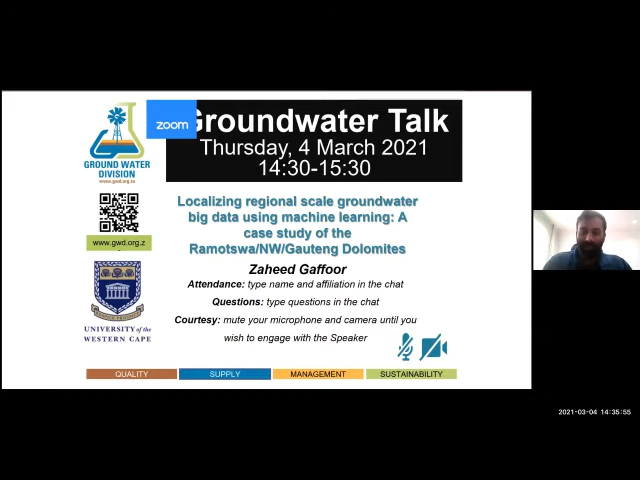 zoom
Groundwater Talk
Thursday, 4 March 2021
14:30-15:30
GROUND WATER
DIVISION
www.gwd.org.zc
www.gwd.org.z
Localizing regional scale groundwater
big data using machine learning: A
case study of the
Ramotswa/NW/Gauteng Dolomites
Zaheed Gaffoor
Attendance: type name and affiliation in the chat
Questions: type questions in the chat
Courtesy: mute your microphone and camera until you
wish to engage with the Speaker
UNIVERSITY of the
WESTERN CAPE
QUALITY
SUPPLY
MANAGEMENT
SUSTAINABILITY
2021-03-04 14:35:55